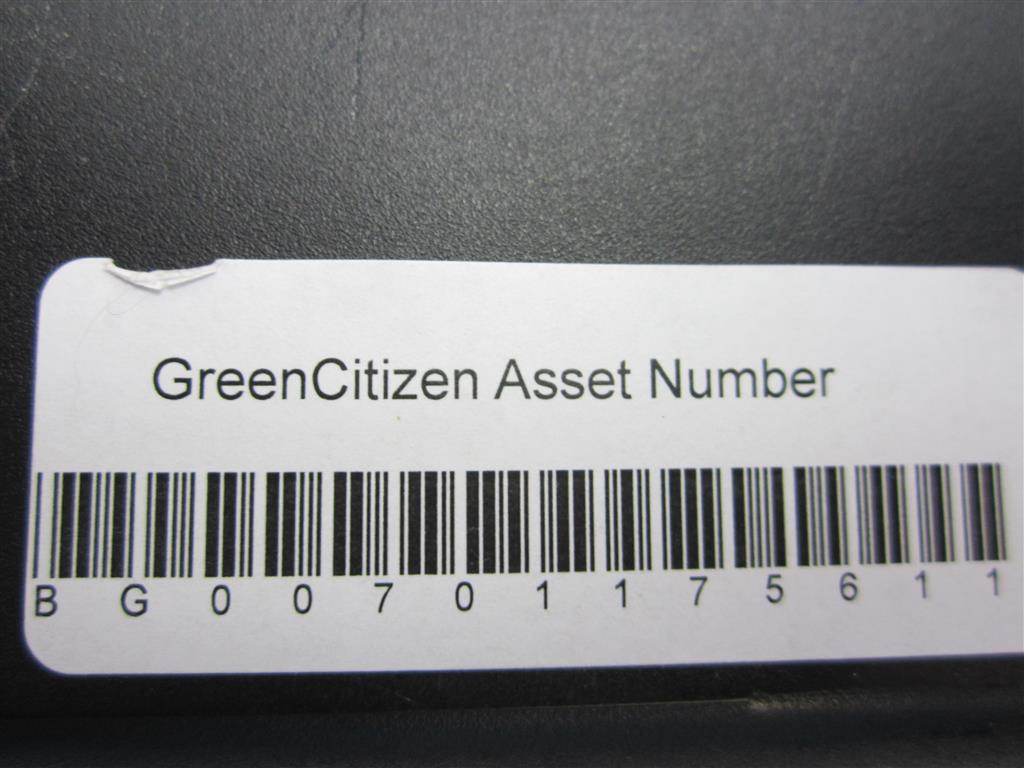 GreenCitizen Asset Number
B G 0 0 7 0 1 1 7 5 6 1 1